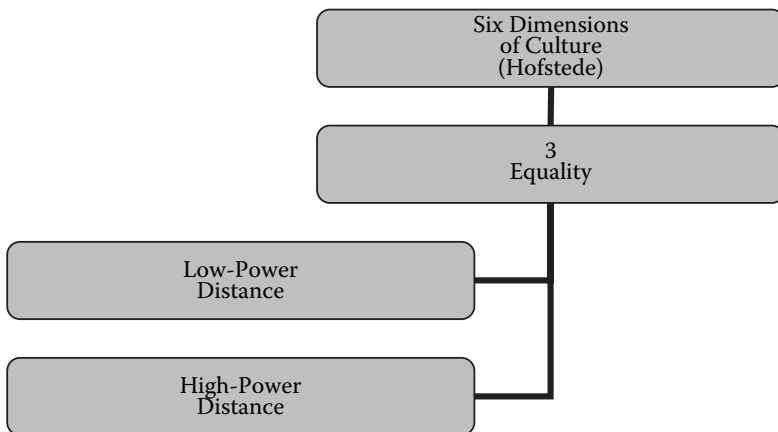 Six Dimensions
of Culture
(Hofstede)
3
Equality
Low-Power
Distance
High-Power
Distance